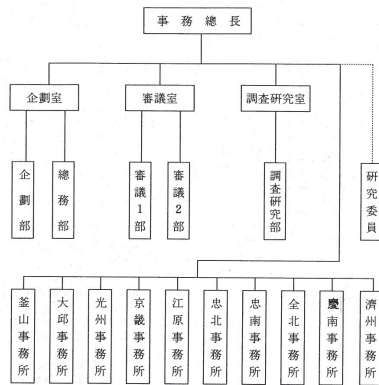 事務總長
企劃室
審議室
調査研究室
企劃部
總務部
審議1部
審議2部
調査研究部
研究委員
釜山事務所
大邱事務所
光州事務所
京畿事務所
江原事務所
忠北事務所
忠南事務所
全北事務所
慶南事務所
濟州事務所